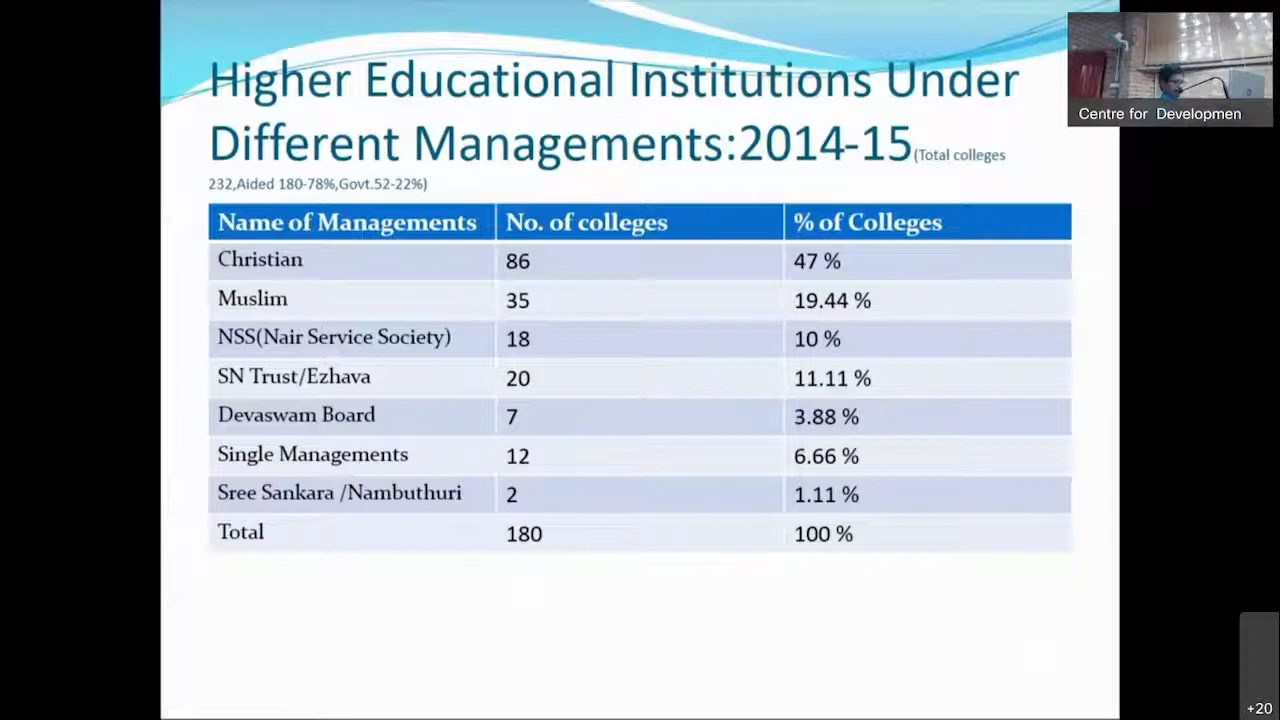 Higher Educational Institutions Under
Different Managements:2014-15(Total colleges
232,Aided 180-78%,Govt.52-22%)
Name of Managements No. of colleges % of Colleges
Christian 86 47 %
Muslim 35 19.44 %
NSS(Nair Service Society) 18 10 %
SN Trust/Ezhava 20 11.11 %
Devaswam Board 7 3.88 %
Single Managements 12 6.66 %
Sree Sankara /Nambuthuri 2 1.11 %
Total 180 100 %
Centre for Developmen
+20